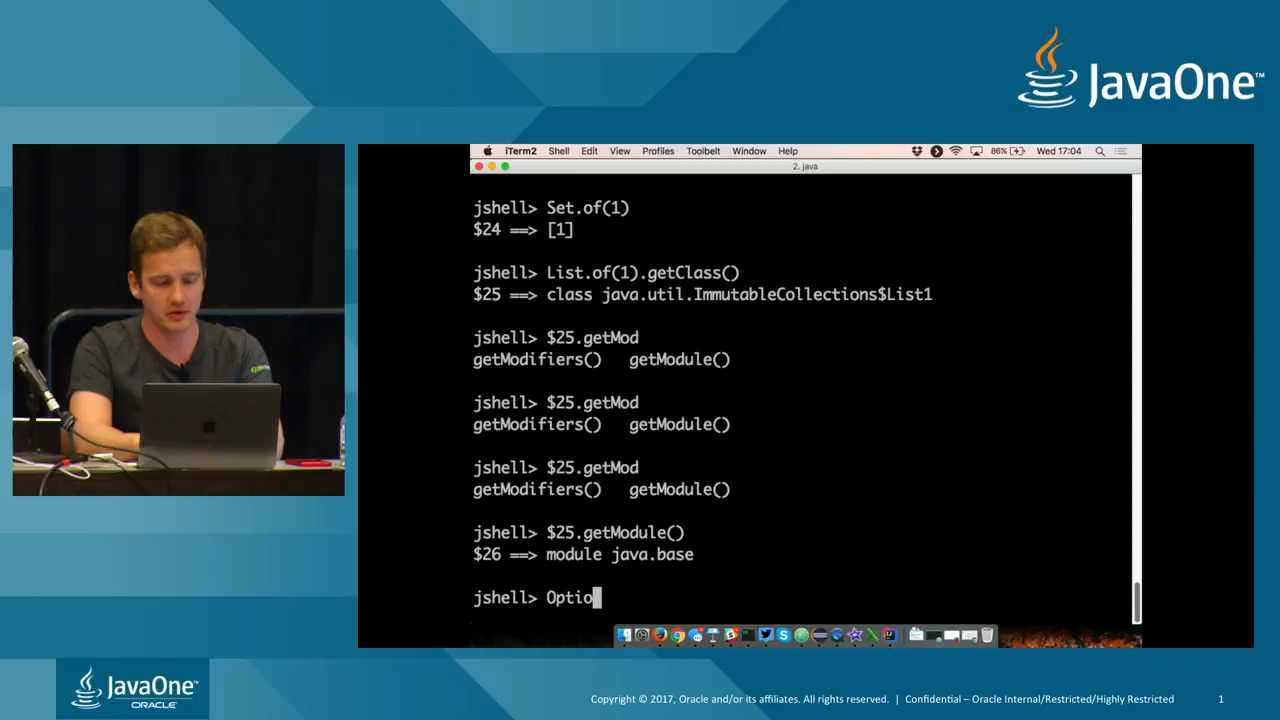 JavaOne™
iTerm2 Shell Edit View Profiles Toolbelt Window Help 86% Wed 17:04
2. java
jshell> Set.of(1)
$24 ==> [1]
jshell> List.of(1).getClass()
$25 ==> class java.util.ImmutableCollections$List1
jshell> $25.getMod
getModifiers() getModule()
jshell> $25.getMod
getModifiers() getModule()
jshell> $25.getMod
getModifiers() getModule()
jshell> $25.getModule()
$26 ==> module java.base
jshell> Optio
JavaOne™
ORACLE
Copyright © 2017, Oracle and/or its affiliates. All rights reserved. | Confidential – Oracle Internal/Restricted/Highly Restricted 1